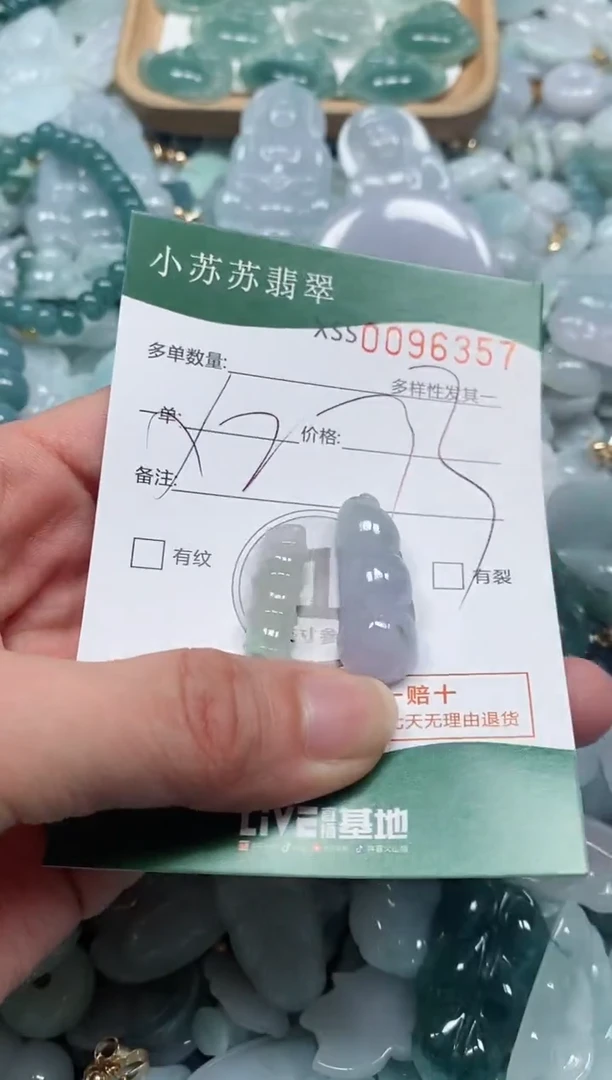 小苏苏翡翠
XSS0096357
多单数量:
多样性发其一
一单:
价格:
备注:
有纹
有裂
一赔十
七天无理由退货
LIVE直播基地